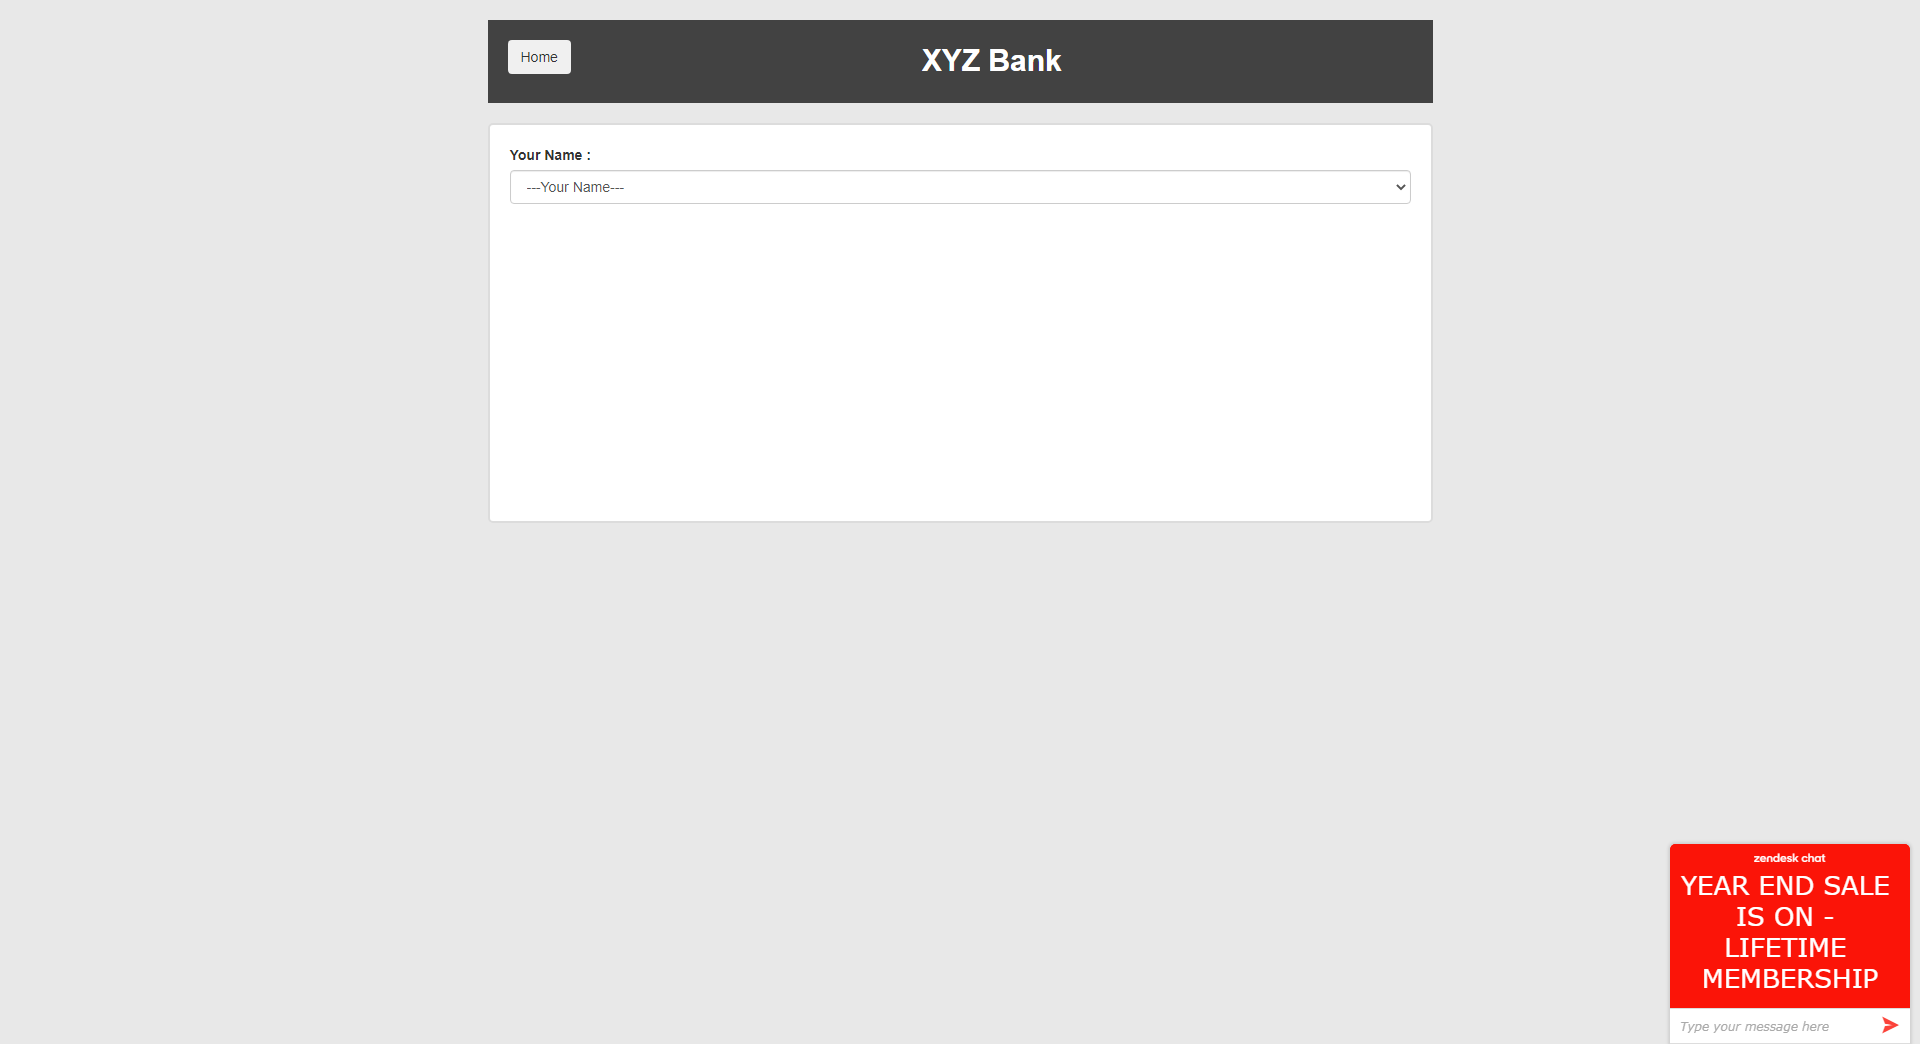 Home
XYZ Bank
Your Name :
---Your Name---
zendesk chat
YEAR END SALE
IS ON -
LIFETIME
MEMBERSHIP
Type your message here